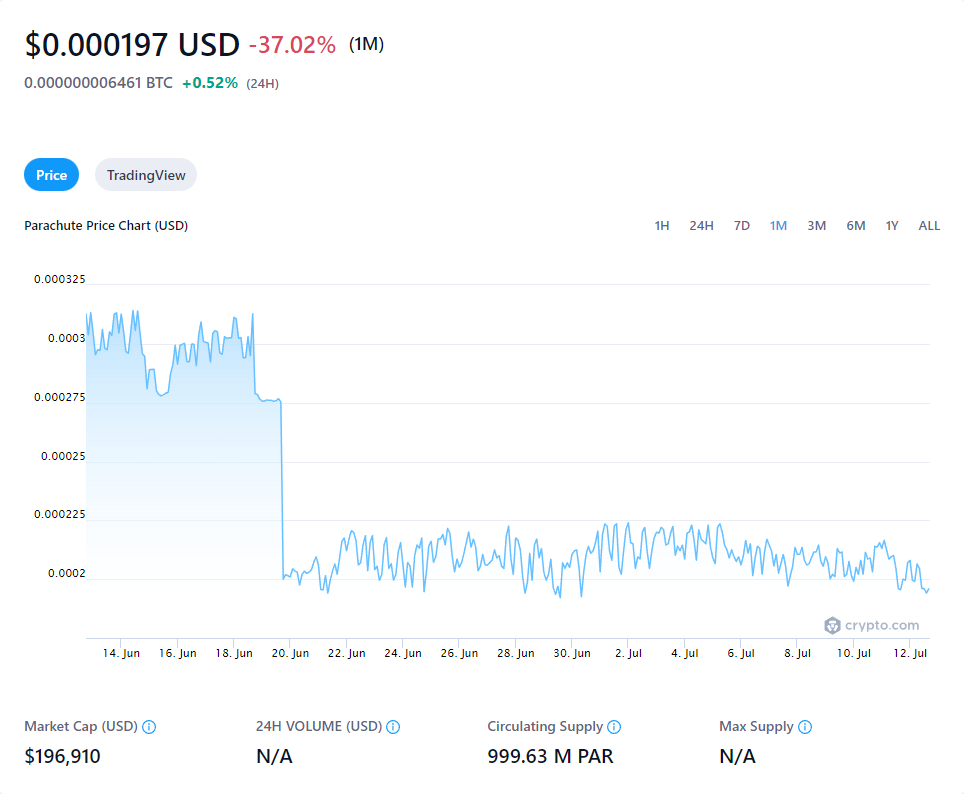 $0.000197 USD -37.02% (1M)
0.000000006461 BTC +0.52% (24H)
Price TradingView
Parachute Price Chart (USD) 1H 24H 7D 1M 3M 6M 1Y ALL
0.000325
0.0003
0.000275
0.00025
0.000225
0.0002
crypto.com
14. Jun 16. Jun 18. Jun 20. Jun 22. Jun 24. Jun 26. Jun 28. Jun 30. Jun 2. Jul 4. Jul 6. Jul 8. Jul 10. Jul 12. Jul
Market Cap (USD) 24H VOLUME (USD) Circulating Supply Max Supply
$196,910 N/A 999.63 M PAR N/A